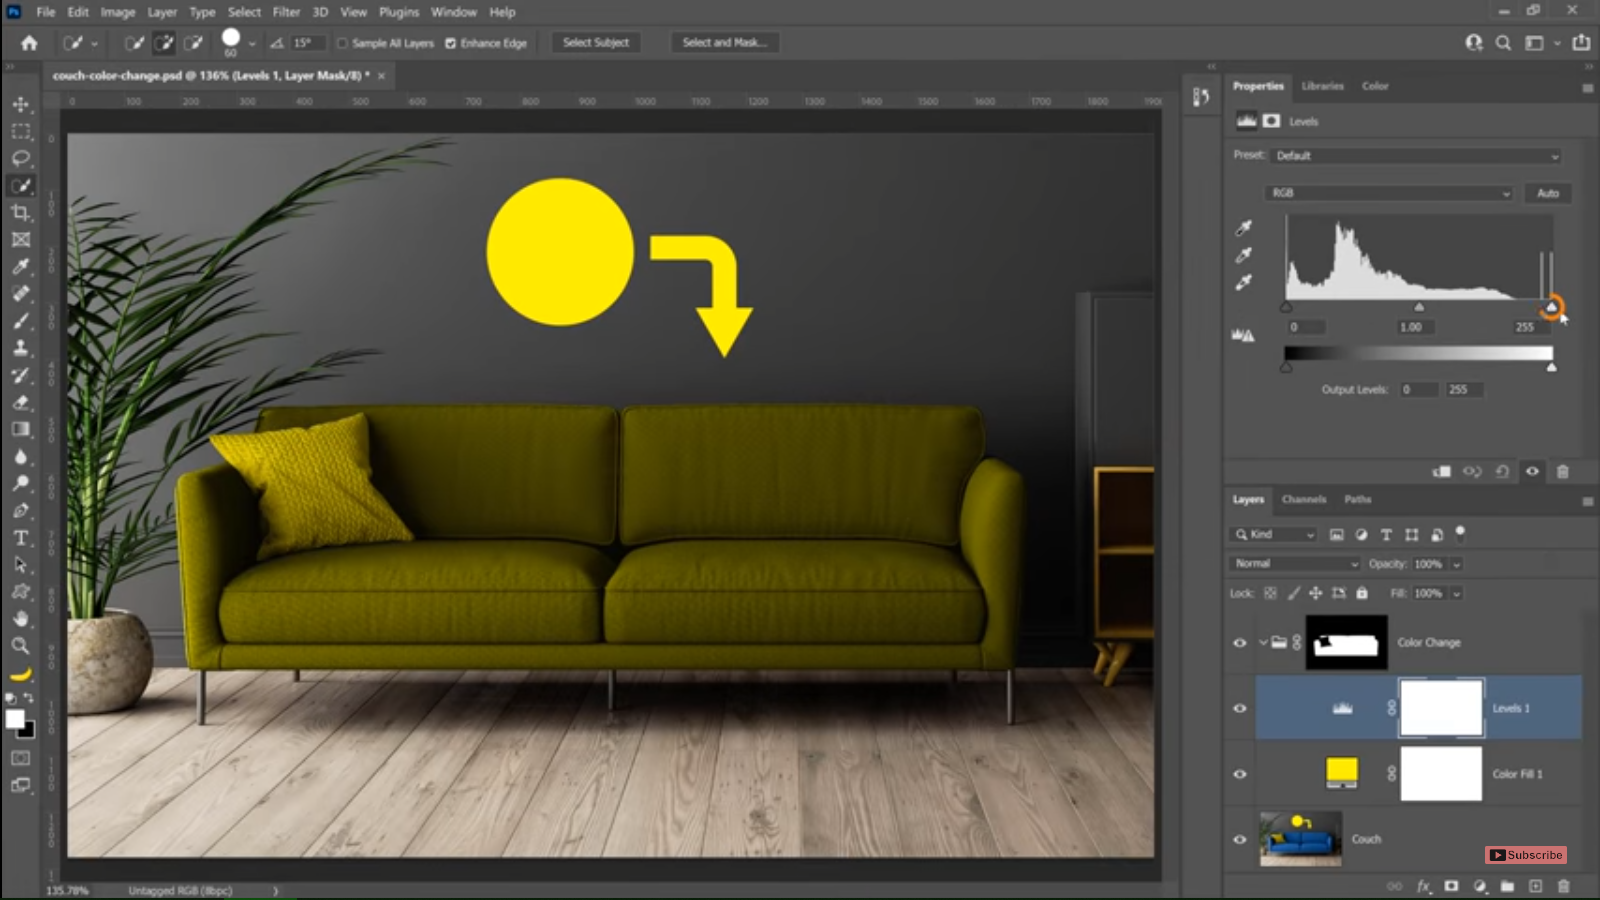 Ps File Edit Image Layer Type Select Filter 3D View Plugins Window Help
60 15° Sample All Layers Enhance Edge Select Subject Select and Mask...
couch-color-change.psd @ 136% (Levels 1, Layer Mask/8) * ×
0 100 200 300 400 500 600 700 800 900 1000 1100 1200 1300 1400 1500 1600 1700 1800 1900
Properties Libraries Color
Levels
Preset: Default
RGB Auto
0 1.00 255
Output Levels: 0 255
Layers Channels Paths
Kind
Normal Opacity: 100%
Lock: Fill: 100%
Color Change
Levels 1
Color Fill 1
Couch
Subscribe
135.78% Untagged RGB (8bpc)